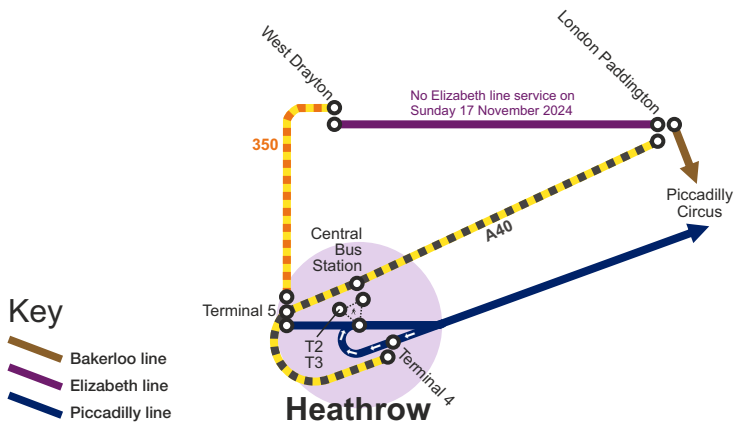 West Drayton
London Paddington
No Elizabeth line service on
Sunday 17 November 2024
350
Piccadilly
Circus
A40
Central
Bus
Station
Terminal 5
T2
T3
Terminal 4
Heathrow
Key
Bakerloo line
Elizabeth line
Piccadilly line